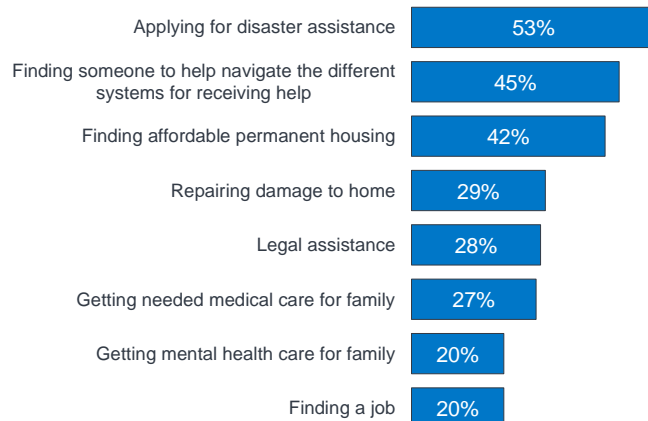 Applying for disaster assistance 53%
Finding someone to help navigate the different
systems for receiving help 45%
Finding affordable permanent housing 42%
Repairing damage to home 29%
Legal assistance 28%
Getting needed medical care for family 27%
Getting mental health care for family 20%
Finding a job 20%